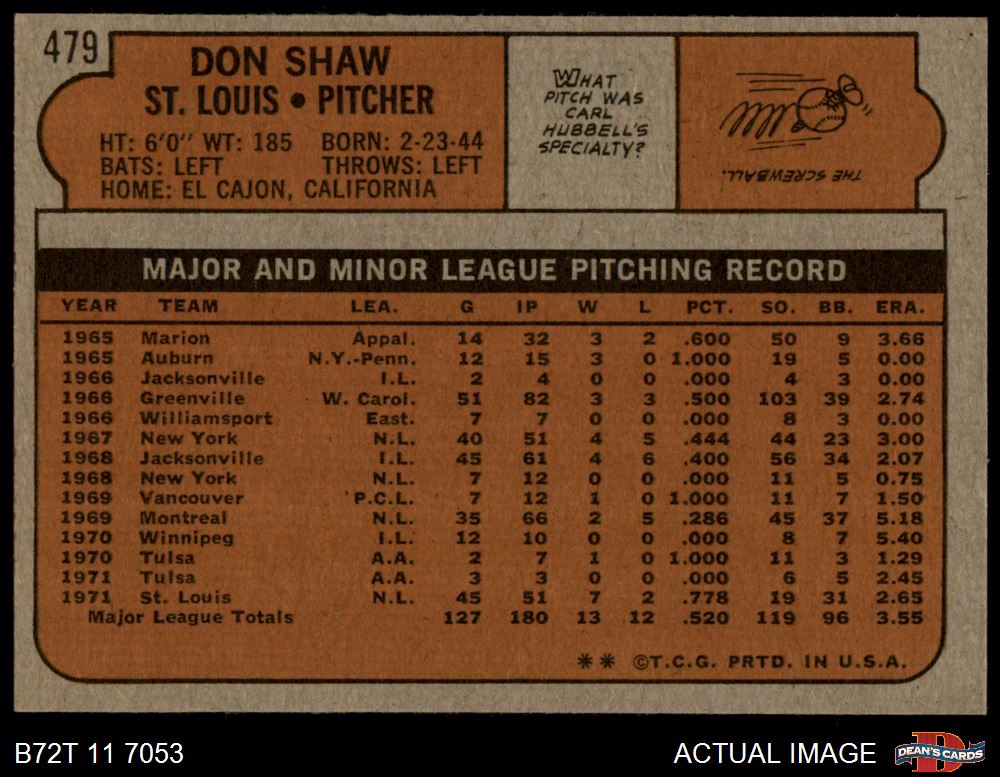 479
DON SHAW
ST. LOUIS • PITCHER
HT: 6'0" WT: 185 BORN: 2-23-44
BATS: LEFT THROWS: LEFT
HOME: EL CAJON, CALIFORNIA
WHAT
PITCH WAS
CARL
HUBBELL'S
SPECIALTY?
THE SCREWBALL.
MAJOR AND MINOR LEAGUE PITCHING RECORD
YEAR TEAM LEA. G IP W L PCT. SO. BB. ERA.
1965 Marion Appal. 14 32 3 2 .600 50 9 3.66
1965 Auburn N.Y.-Penn. 12 15 3 0 1.000 19 5 0.00
1966 Jacksonville I.L. 2 4 0 0 .000 4 3 0.00
1966 Greenville W. Carol. 51 82 3 3 .500 103 39 2.74
1966 Williamsport East. 7 7 0 0 .000 8 3 0.00
1967 New York N.L. 40 51 4 5 .444 44 23 3.00
1968 Jacksonville I.L. 45 61 4 6 .400 56 34 2.07
1968 New York N.L. 7 12 0 0 .000 11 5 0.75
1969 Vancouver P.C.L. 7 12 1 0 1.000 11 7 1.50
1969 Montreal N.L. 35 66 2 5 .286 45 37 5.18
1970 Winnipeg I.L. 12 10 0 0 .000 8 7 5.40
1970 Tulsa A.A. 2 7 1 0 1.000 11 3 1.29
1971 Tulsa A.A. 3 3 0 0 .000 6 5 2.45
1971 St. Louis N.L. 45 51 7 2 .778 19 31 2.65
Major League Totals 127 180 13 12 .520 119 96 3.55
** ©T.C.G. PRTD. IN U.S.A.
B72T 11 7053
ACTUAL IMAGE
D
DEAN'S CARDS